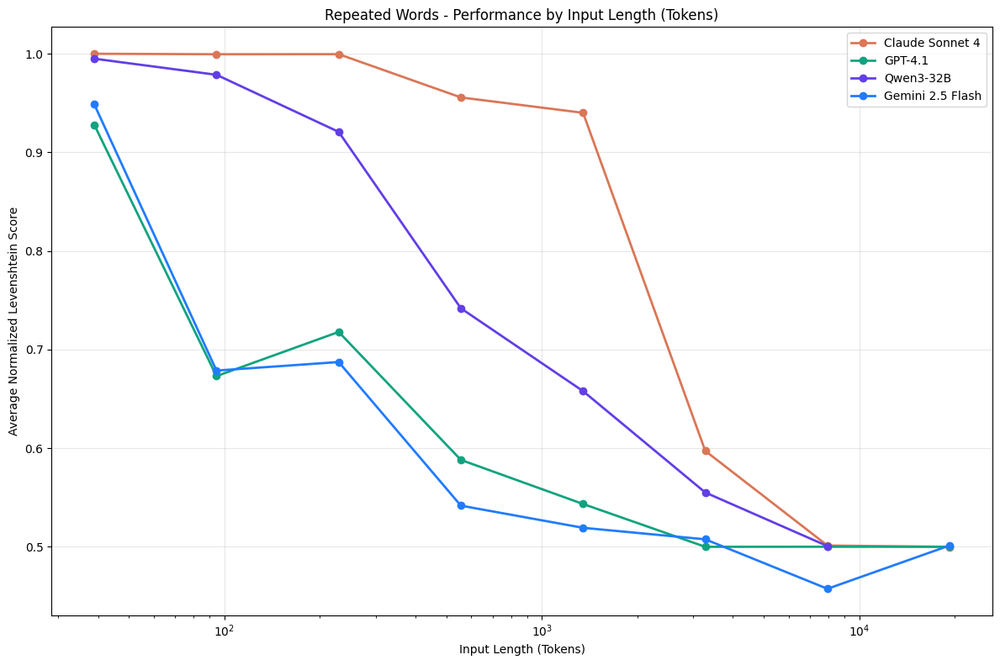 Repeated Words - Performance by Input Length (Tokens)
Claude Sonnet 4
GPT-4.1
Qwen3-32B
Gemini 2.5 Flash
1.0
0.9
0.8
0.7
0.6
0.5
Average Normalized Levenshtein Score
10²
10³
10⁴
Input Length (Tokens)